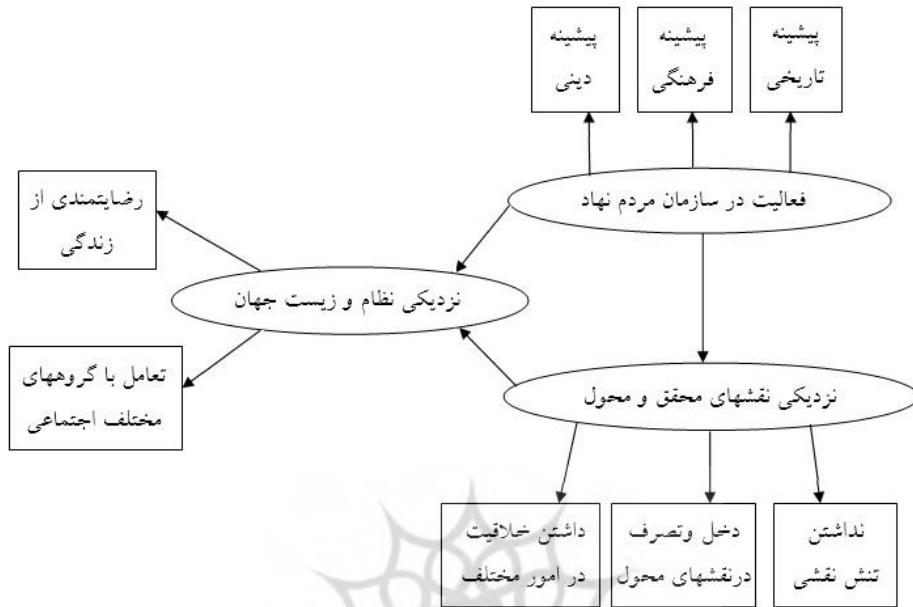 پیشینه
تاریخی
پیشینه
فرهنگی
پیشینه
دینی
فعالیت در سازمان مردم نهاد
رضایتمندی از
زندگی
نزدیکی نظام و زیست جهان
تعامل با گروههای
مختلف اجتماعی
نزدیکی نقشهای محقق و محول
نداشتن
تنش نقشی
دخل وتصرف
درنقشهای محول
داشتن خلاقیت
در امور مختلف